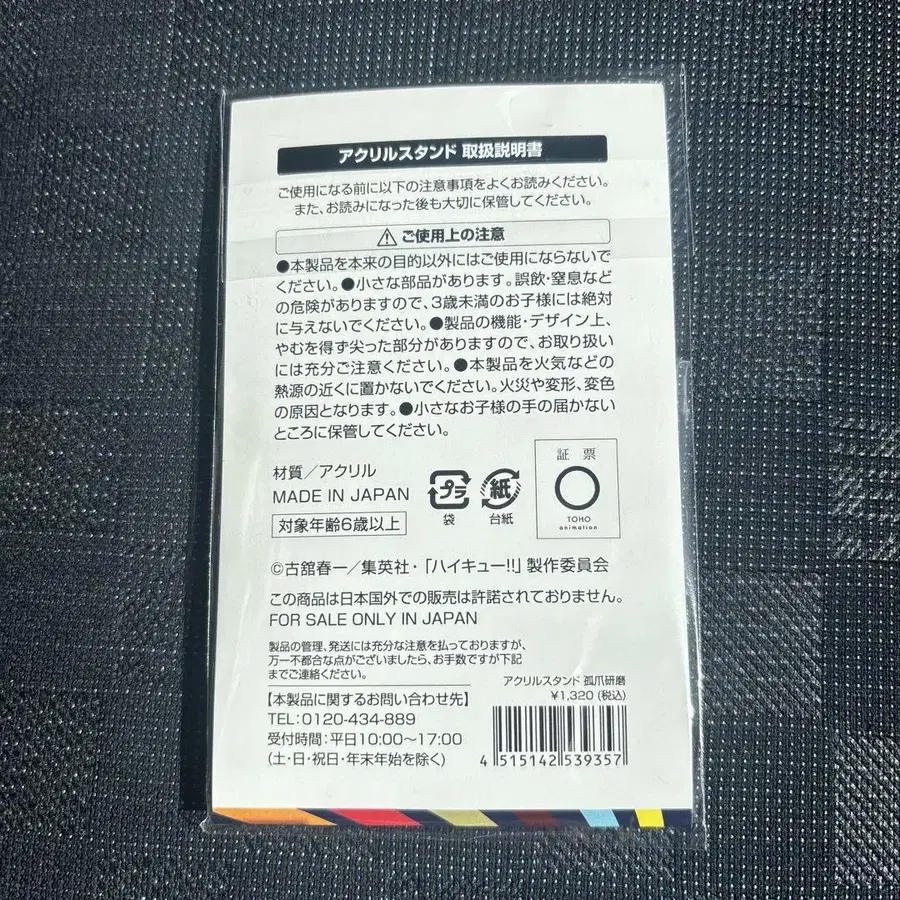 アクリルスタンド 取扱説明書
ご使用になる前に以下の注意事項をよくお読みください。
また、お読みになった後も大切に保管してください。
ご使用上の注意
●本製品を本来の目的以外にはご使用にならないで
ください。●小さな部品があります。誤飲・窒息など
の危険がありますので、3歳未満のお子様には絶対
に与えないでください。●製品の機能・デザイン上、
やむを得ず尖った部分がありますので、お取り扱い
には充分ご注意ください。●本製品を火気などの
熱源の近くに置かないでください。火災や変形、変色
の原因となります。●小さなお子様の手の届かない
ところに保管してください。
材質/アクリル
MADE IN JAPAN
対象年齢6歳以上
プラ
袋
紙
台紙
証 票
TOHO
animation
©古舘春一/集英社・「ハイキュー!!」製作委員会
この商品は日本国外での販売は許諾されておりません。
FOR SALE ONLY IN JAPAN
製品の管理、発送には充分な注意を払っておりますが、
万一不都合な点がございましたら、お手数ですが下記
までご連絡ください。
【本製品に関するお問い合わせ先】
TEL:0120-434-889
受付時間:平日10:00〜17:00
(土・日・祝日・年末年始を除く)
アクリルスタンド 孤爪研磨
¥1,320 (税込)
4 515142 539357